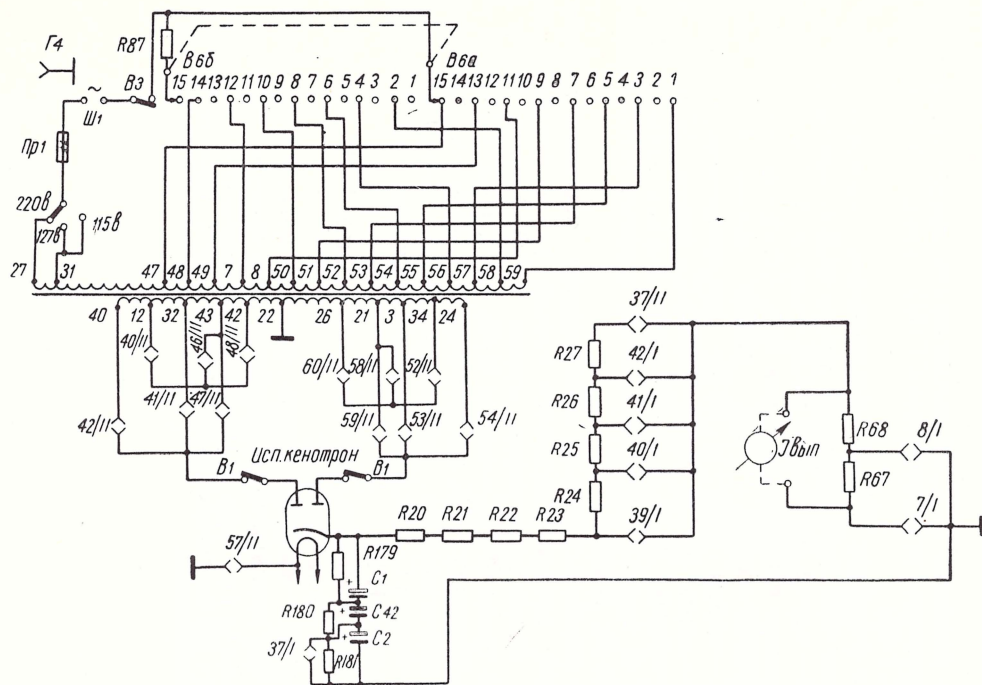 Г4
R87
В6б
В6а
В3
~
Ш1
Пр1
220в
127в
115в
15 14 13 12 11 10 9 8 7 6 5 4 3 2 1
15 14 13 12 11 10 9 8 7 6 5 4 3 2 1
27 31 47 48 49 7 8 50 51 52 53 54 55 56 57 58 59
40 12 32 43 42 22 26 21 3 34 24
40/II
46/II
48/II
60/II
58/II
52/II
41/II
47/II
42/II
59/II
53/II
54/II
В1
Исп. кенотрон
В1
57/II
R20 R21 R22 R23
R24
R25
R26
R27
37/II
42/I
41/I
40/I
39/I
Jвып
R68
R67
8/I
7/I
R179
+ C1
R180
+ C42
+ C2
37/I
R181